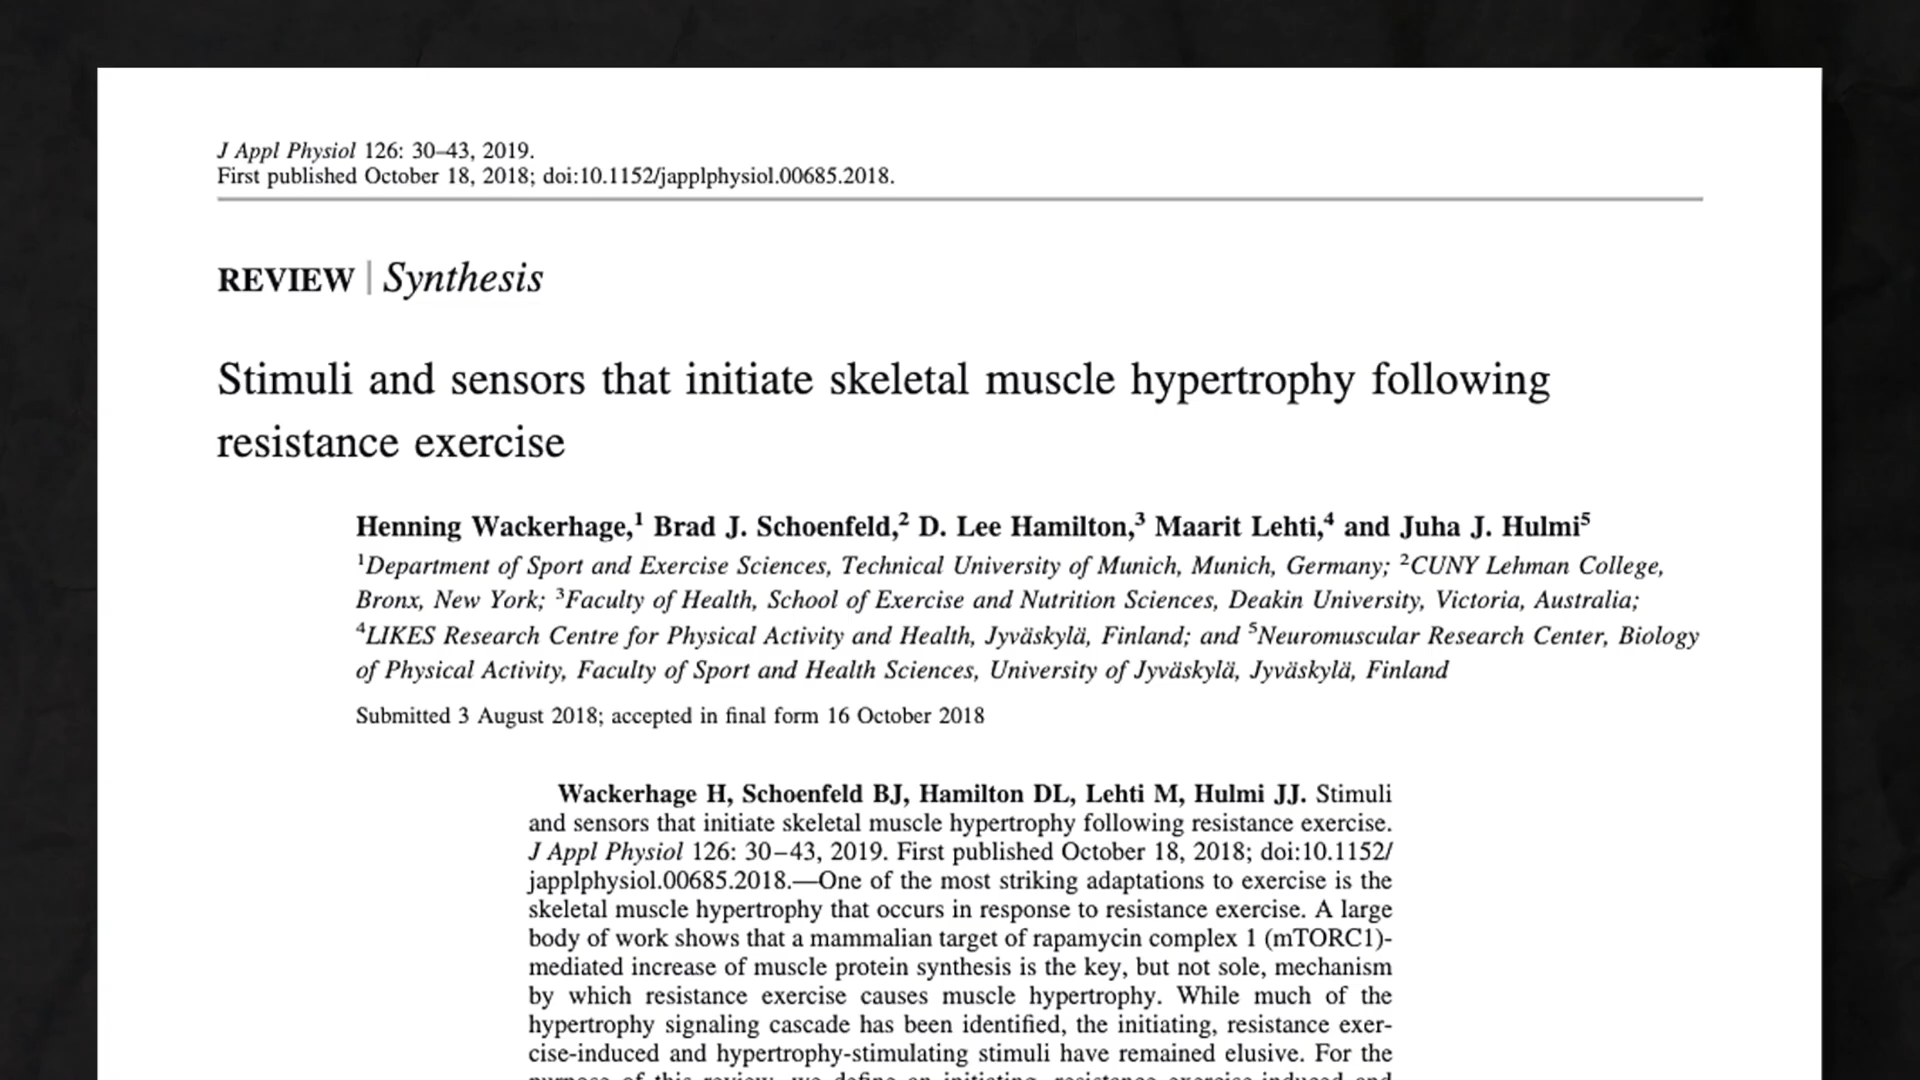 J Appl Physiol 126: 30–43, 2019.
First published October 18, 2018; doi:10.1152/japplphysiol.00685.2018.
REVIEW | Synthesis
Stimuli and sensors that initiate skeletal muscle hypertrophy following
resistance exercise
Henning Wackerhage,¹ Brad J. Schoenfeld,² D. Lee Hamilton,³ Maarit Lehti,⁴ and Juha J. Hulmi⁵
¹Department of Sport and Exercise Sciences, Technical University of Munich, Munich, Germany; ²CUNY Lehman College,
Bronx, New York; ³Faculty of Health, School of Exercise and Nutrition Sciences, Deakin University, Victoria, Australia;
⁴LIKES Research Centre for Physical Activity and Health, Jyväskylä, Finland; and ⁵Neuromuscular Research Center, Biology
of Physical Activity, Faculty of Sport and Health Sciences, University of Jyväskylä, Jyväskylä, Finland
Submitted 3 August 2018; accepted in final form 16 October 2018
Wackerhage H, Schoenfeld BJ, Hamilton DL, Lehti M, Hulmi JJ. Stimuli
and sensors that initiate skeletal muscle hypertrophy following resistance exercise.
J Appl Physiol 126: 30–43, 2019. First published October 18, 2018; doi:10.1152/
japplphysiol.00685.2018.—One of the most striking adaptations to exercise is the
skeletal muscle hypertrophy that occurs in response to resistance exercise. A large
body of work shows that a mammalian target of rapamycin complex 1 (mTORC1)-
mediated increase of muscle protein synthesis is the key, but not sole, mechanism
by which resistance exercise causes muscle hypertrophy. While much of the
hypertrophy signaling cascade has been identified, the initiating, resistance exer-
cise-induced and hypertrophy-stimulating stimuli have remained elusive. For the
purpose of this review, we define an initiating, resistance exercise-induced and